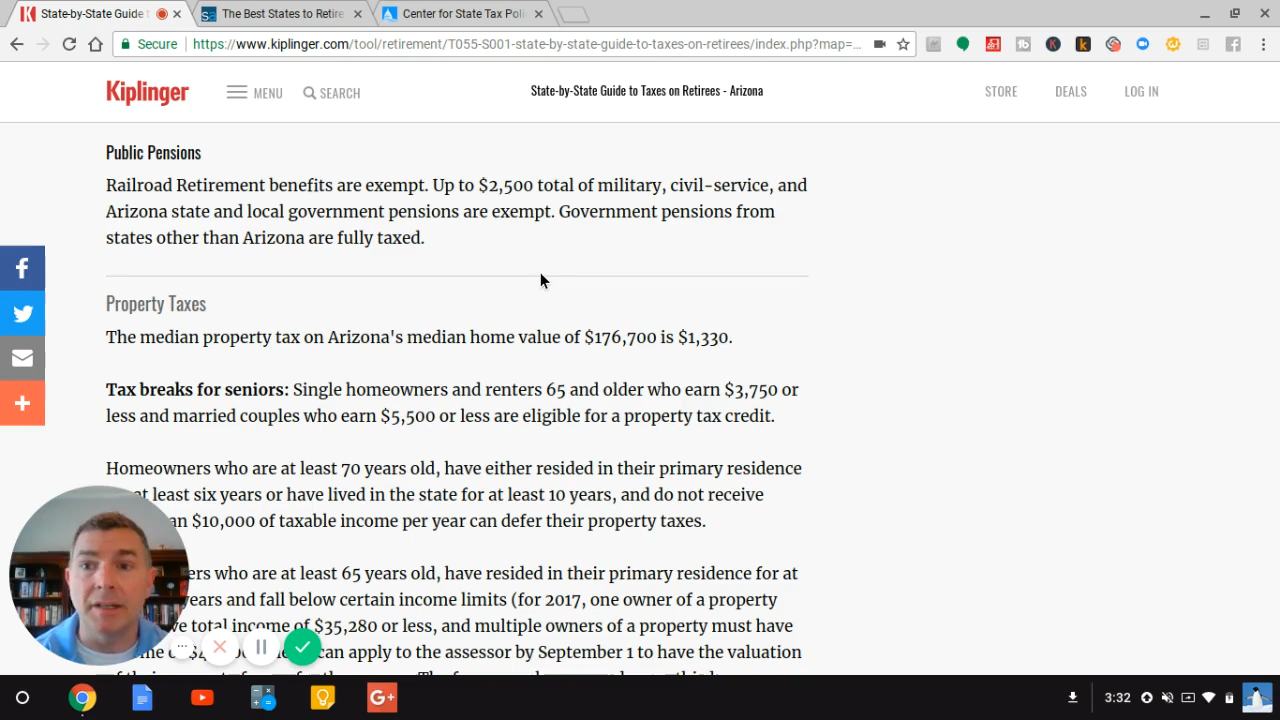 State-by-State Guide t
The Best States to Retire
Center for State Tax Poli
Secure
https://www.kiplinger.com/tool/retirement/T055-S001-state-by-state-guide-to-taxes-on-retirees/index.php?map=...
Kiplinger
MENU
SEARCH
State-by-State Guide to Taxes on Retirees - Arizona
STORE
DEALS
LOG IN
Public Pensions
Railroad Retirement benefits are exempt. Up to $2,500 total of military, civil-service, and
Arizona state and local government pensions are exempt. Government pensions from
states other than Arizona are fully taxed.
Property Taxes
The median property tax on Arizona's median home value of $176,700 is $1,330.
Tax breaks for seniors: Single homeowners and renters 65 and older who earn $3,750 or
less and married couples who earn $5,500 or less are eligible for a property tax credit.
Homeowners who are at least 70 years old, have either resided in their primary residence
at least six years or have lived in the state for at least 10 years, and do not receive
an $10,000 of taxable income per year can defer their property taxes.
ers who are at least 65 years old, have resided in their primary residence for at
years and fall below certain income limits (for 2017, one owner of a property
total income of $35,280 or less, and multiple owners of a property must have
can apply to the assessor by September 1 to have the valuation
G+
3:32